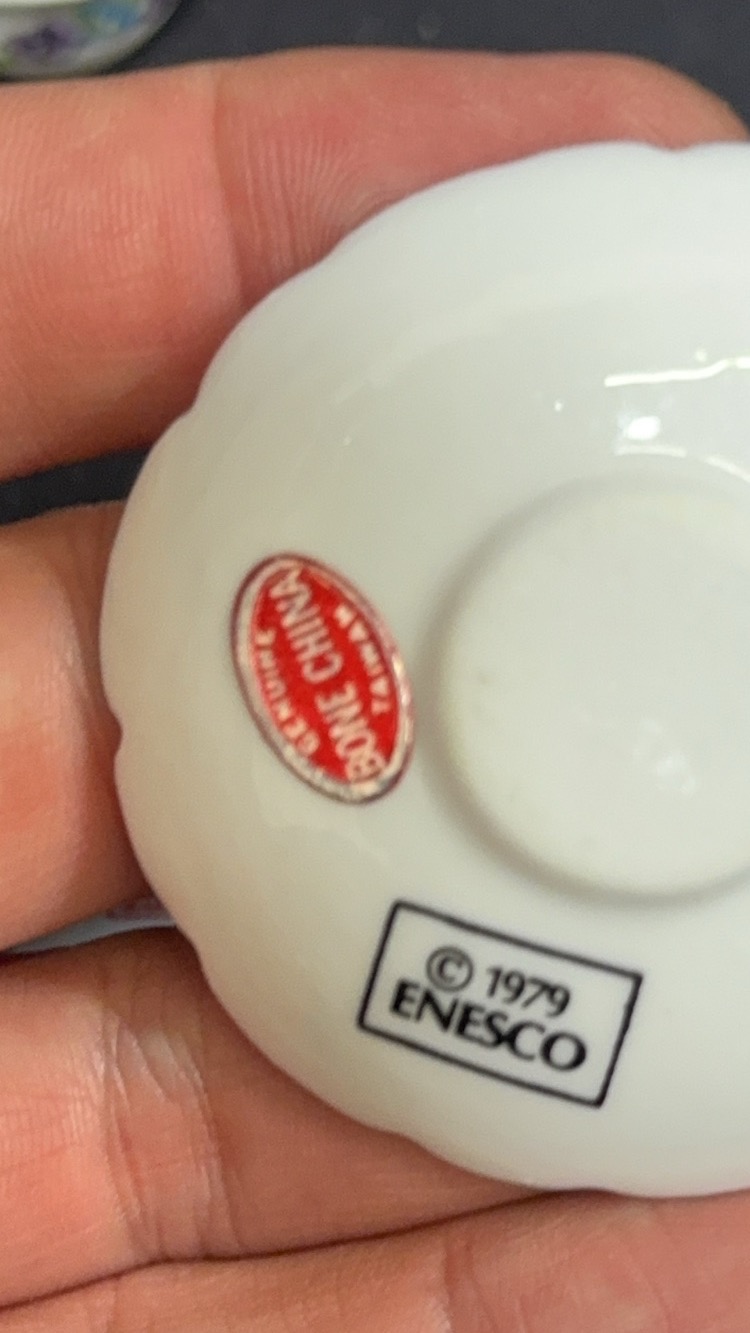 GENUINE
BONE CHINA
TAIWAN
© 1979
ENESCO